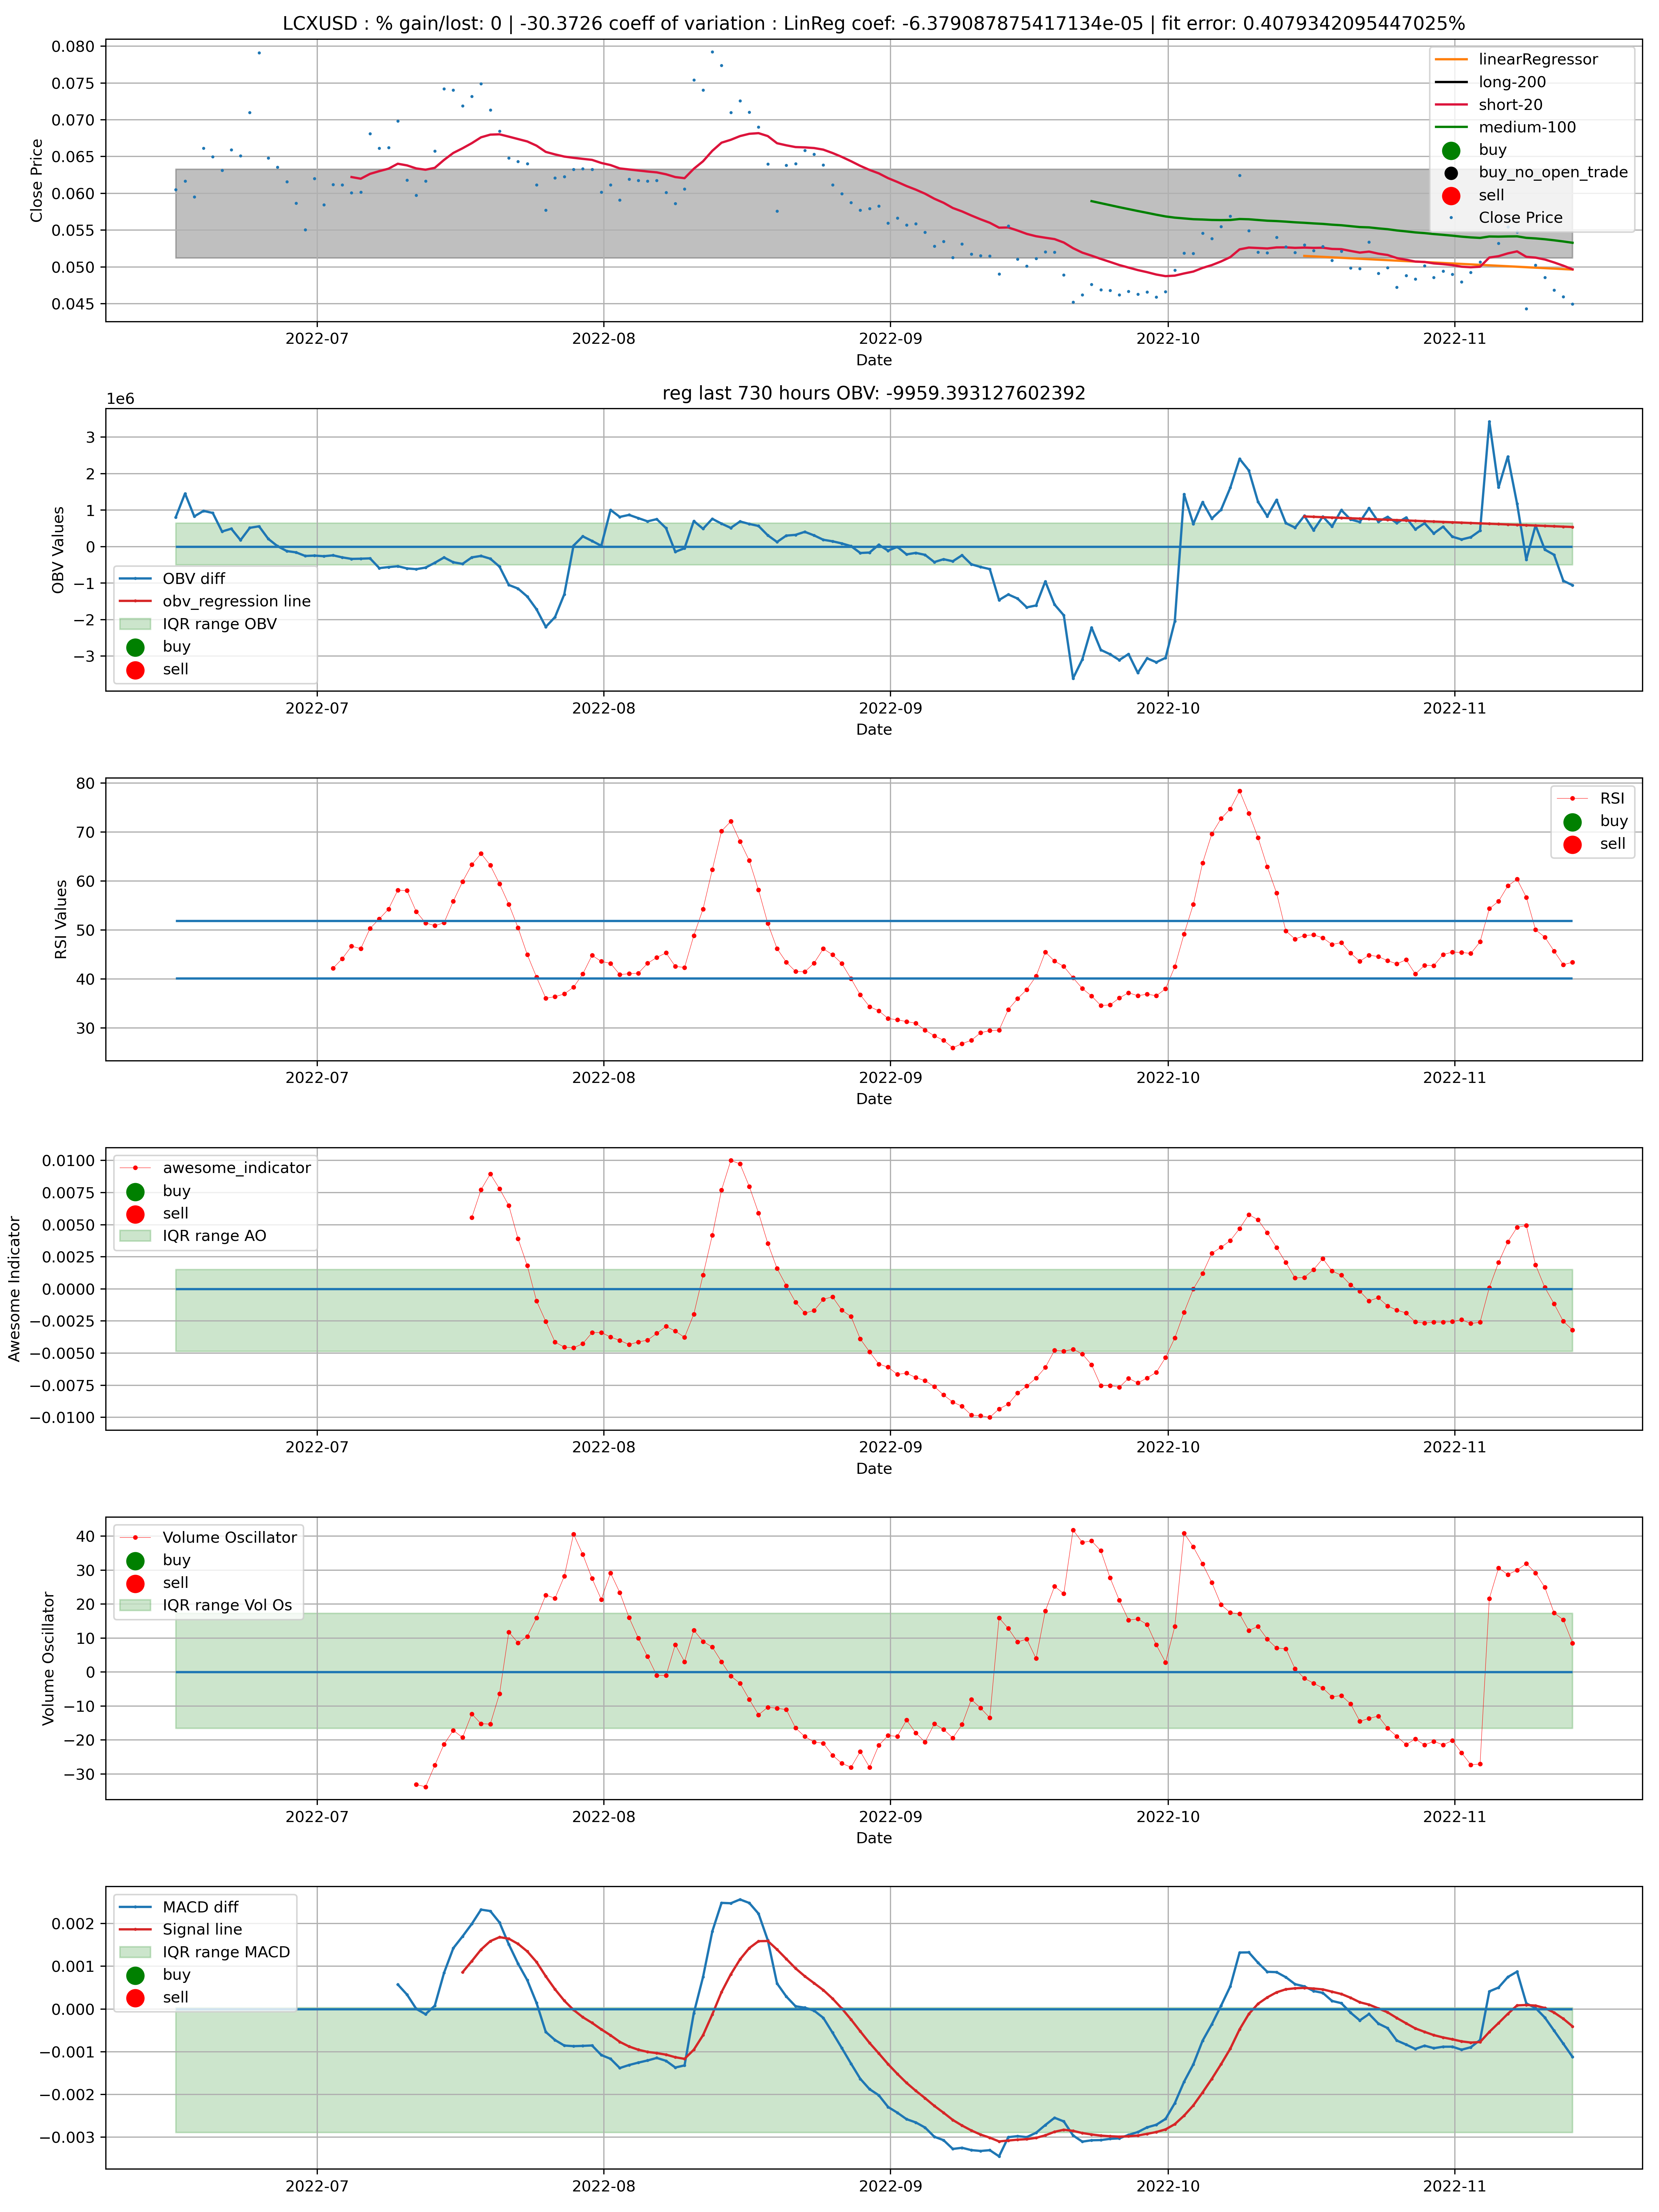 LCXUSD : % gain/lost: 0 | -30.3726 coeff of variation : LinReg coef: -6.379087875417134e-05 | fit error: 0.4079342095447025%
Close Price
0.080
0.075
0.070
0.065
0.060
0.055
0.050
0.045
linearRegressor
long-200
short-20
medium-100
buy
buy_no_open_trade
sell
Close Price
2022-07 2022-08 2022-09 2022-10 2022-11
Date
reg last 730 hours OBV: -9959.393127602392
1e6
OBV Values
3
2
1
0
−1
−2
−3
OBV diff
obv_regression line
IQR range OBV
buy
sell
2022-07 2022-08 2022-09 2022-10 2022-11
Date
RSI Values
80
70
60
50
40
30
RSI
buy
sell
2022-07 2022-08 2022-09 2022-10 2022-11
Date
Awesome Indicator
0.0100
0.0075
0.0050
0.0025
0.0000
−0.0025
−0.0050
−0.0075
−0.0100
awesome_indicator
buy
sell
IQR range AO
2022-07 2022-08 2022-09 2022-10 2022-11
Date
Volume Oscillator
40
30
20
10
0
−10
−20
−30
Volume Oscillator
buy
sell
IQR range Vol Os
2022-07 2022-08 2022-09 2022-10 2022-11
Date
0.002
0.001
0.000
−0.001
−0.002
−0.003
MACD diff
Signal line
IQR range MACD
buy
sell
2022-07 2022-08 2022-09 2022-10 2022-11